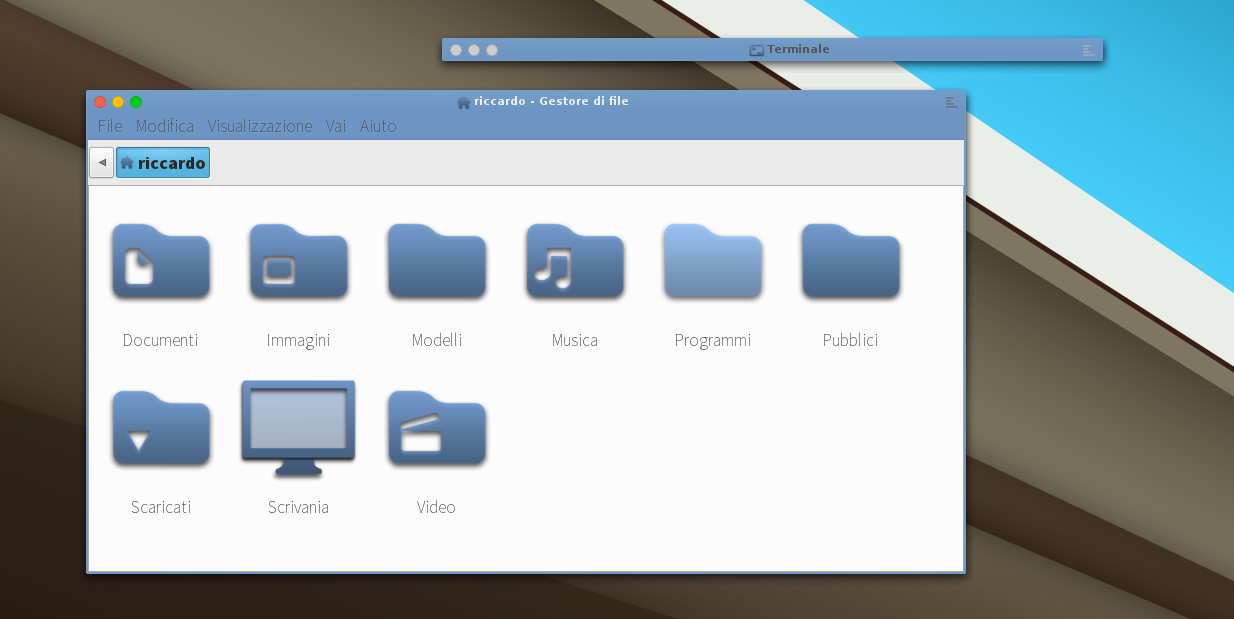 Terminale
riccardo - Gestore di file
File Modifica Visualizzazione Vai Aiuto
riccardo
Documenti Immagini Modelli Musica Programmi Pubblici
Scaricati Scrivania Video